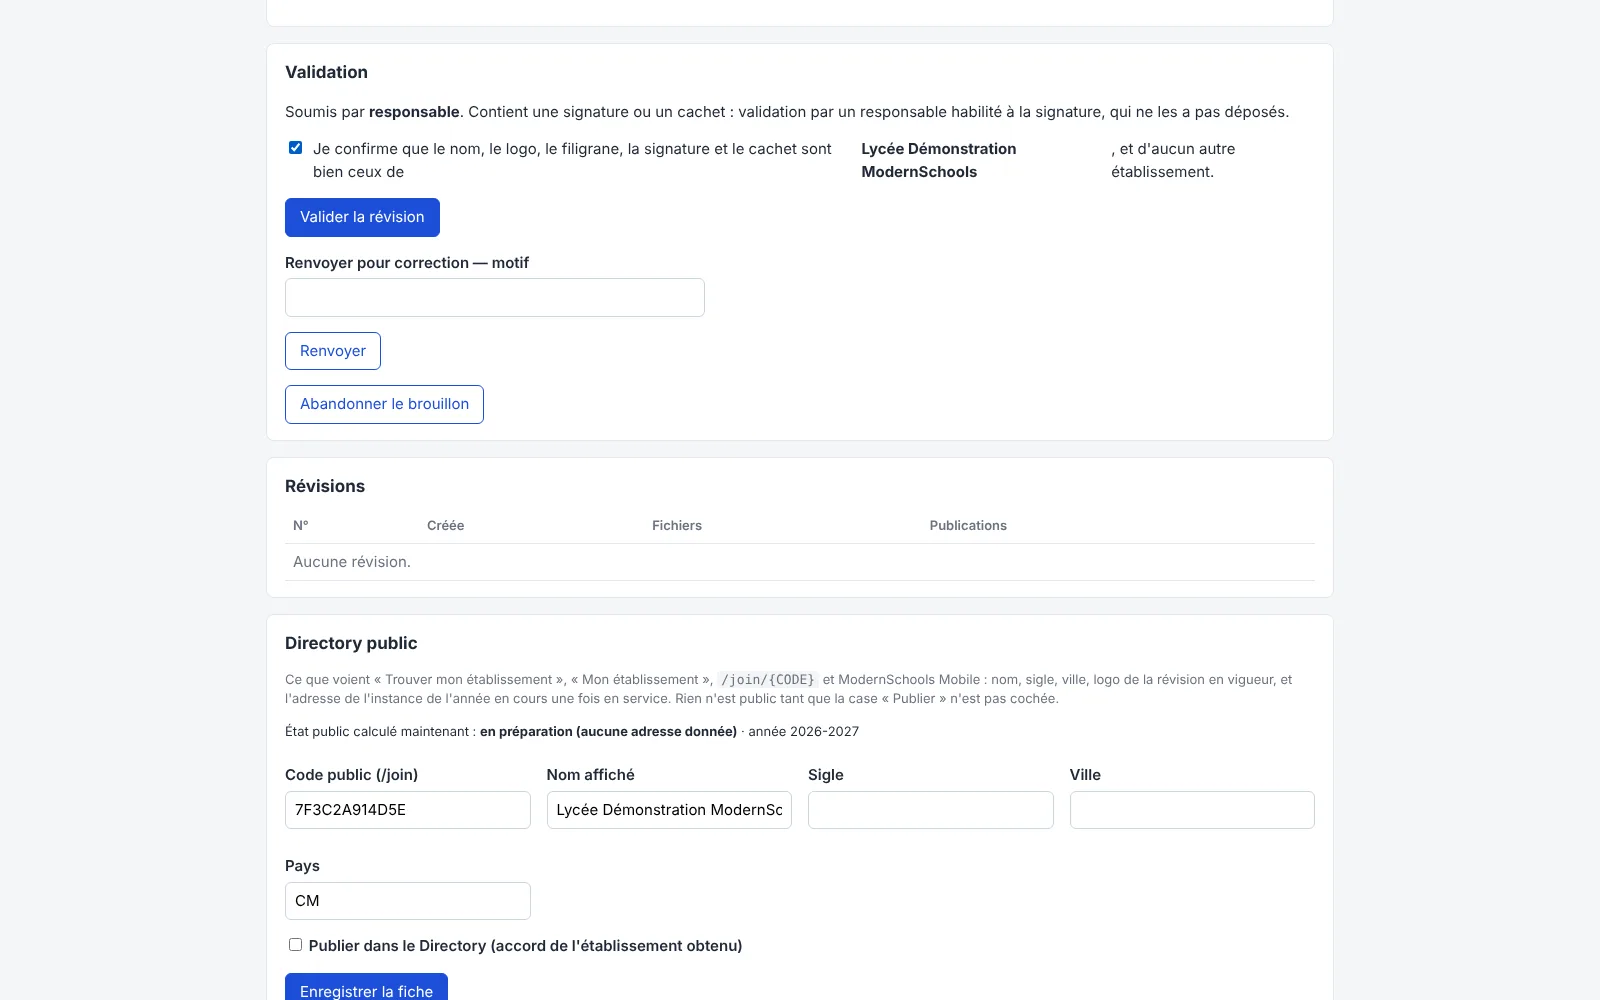 Validation
Soumis par responsable. Contient une signature ou un cachet : validation par un responsable habilité à la signature, qui ne les a pas déposés.
Je confirme que le nom, le logo, le filigrane, la signature et le cachet sont
bien ceux de
Lycée Démonstration
ModernSchools
, et d'aucun autre
établissement.
Valider la révision
Renvoyer pour correction — motif
Renvoyer
Abandonner le brouillon
Révisions
N° Créée Fichiers Publications
Aucune révision.
Directory public
Ce que voient « Trouver mon établissement », « Mon établissement », /join/{CODE} et ModernSchools Mobile : nom, sigle, ville, logo de la révision en vigueur, et
l'adresse de l'instance de l'année en cours une fois en service. Rien n'est public tant que la case « Publier » n'est pas cochée.
État public calculé maintenant : en préparation (aucune adresse donnée) · année 2026-2027
Code public (/join) Nom affiché Sigle Ville
7F3C2A914D5E Lycée Démonstration ModernSc
Pays
CM
Publier dans le Directory (accord de l'établissement obtenu)
Enregistrer la fiche